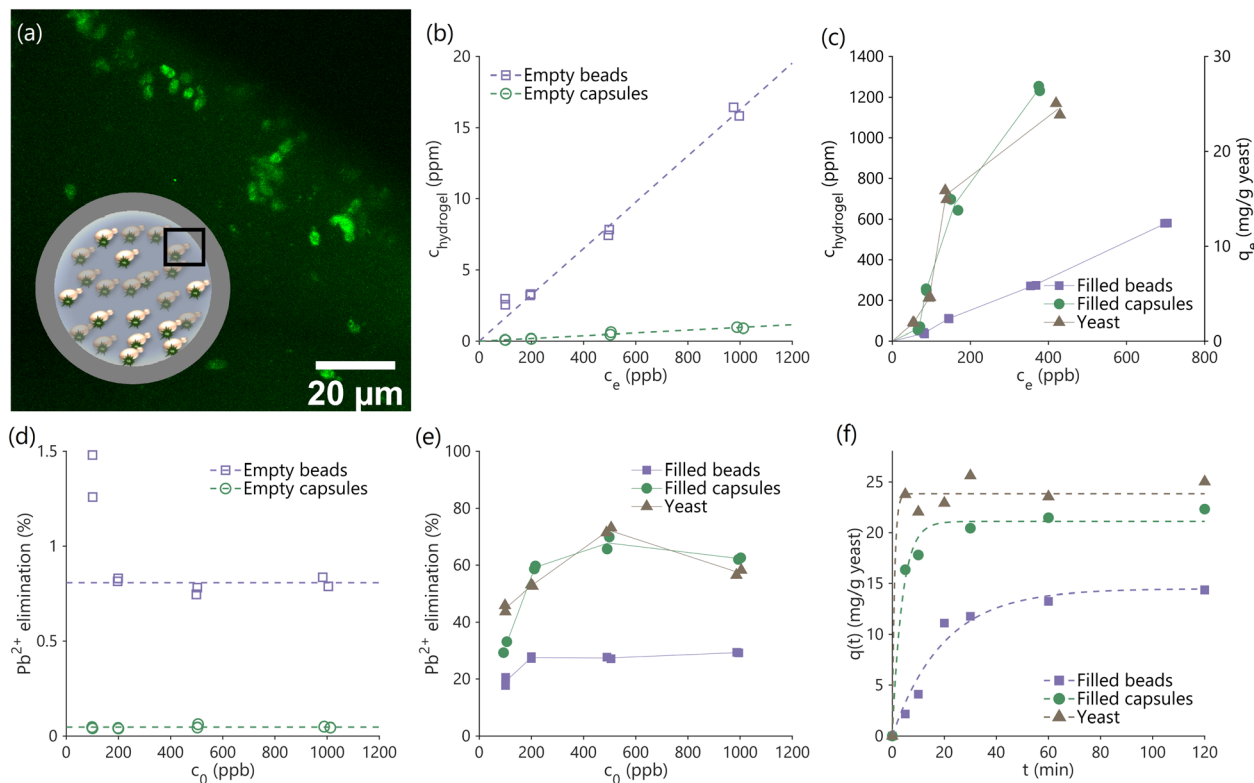 (a)
20 µm
(b)
20
15
10
5
0
c_hydrogel (ppm)
Empty beads
Empty capsules
0 200 400 600 800 1000 1200
c_e (ppb)
(c)
1400
1200
1000
800
600
400
200
0
c_hydrogel (ppm)
30
20
10
0
q_e (mg/g yeast)
Filled beads
Filled capsules
Yeast
0 200 400 600 800
c_e (ppb)
(d)
1.5
1
0.5
0
Pb²⁺ elimination (%)
Empty beads
Empty capsules
0 200 400 600 800 1000 1200
c_0 (ppb)
(e)
100
80
60
40
20
0
Pb²⁺ elimination (%)
Filled beads
Filled capsules
Yeast
0 200 400 600 800 1000 1200
c_0 (ppb)
(f)
25
20
15
10
5
0
q(t) (mg/g yeast)
Filled beads
Filled capsules
Yeast
0 20 40 60 80 100 120
t (min)